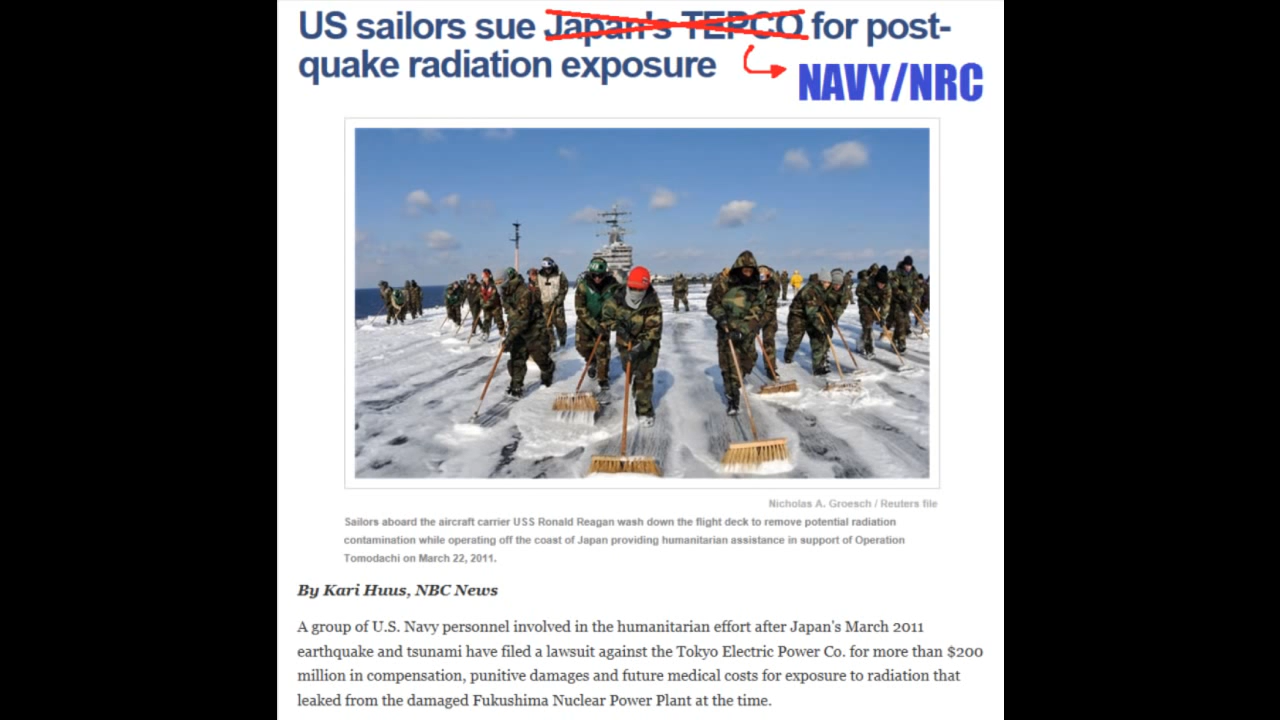 US sailors sue Japan's TEPCO for post-
quake radiation exposure
NAVY/NRC
Nicholas A. Groesch / Reuters file
Sailors aboard the aircraft carrier USS Ronald Reagan wash down the flight deck to remove potential radiation
contamination while operating off the coast of Japan providing humanitarian assistance in support of Operation
Tomodachi on March 22, 2011.
By Kari Huus, NBC News
A group of U.S. Navy personnel involved in the humanitarian effort after Japan's March 2011
earthquake and tsunami have filed a lawsuit against the Tokyo Electric Power Co. for more than $200
million in compensation, punitive damages and future medical costs for exposure to radiation that
leaked from the damaged Fukushima Nuclear Power Plant at the time.